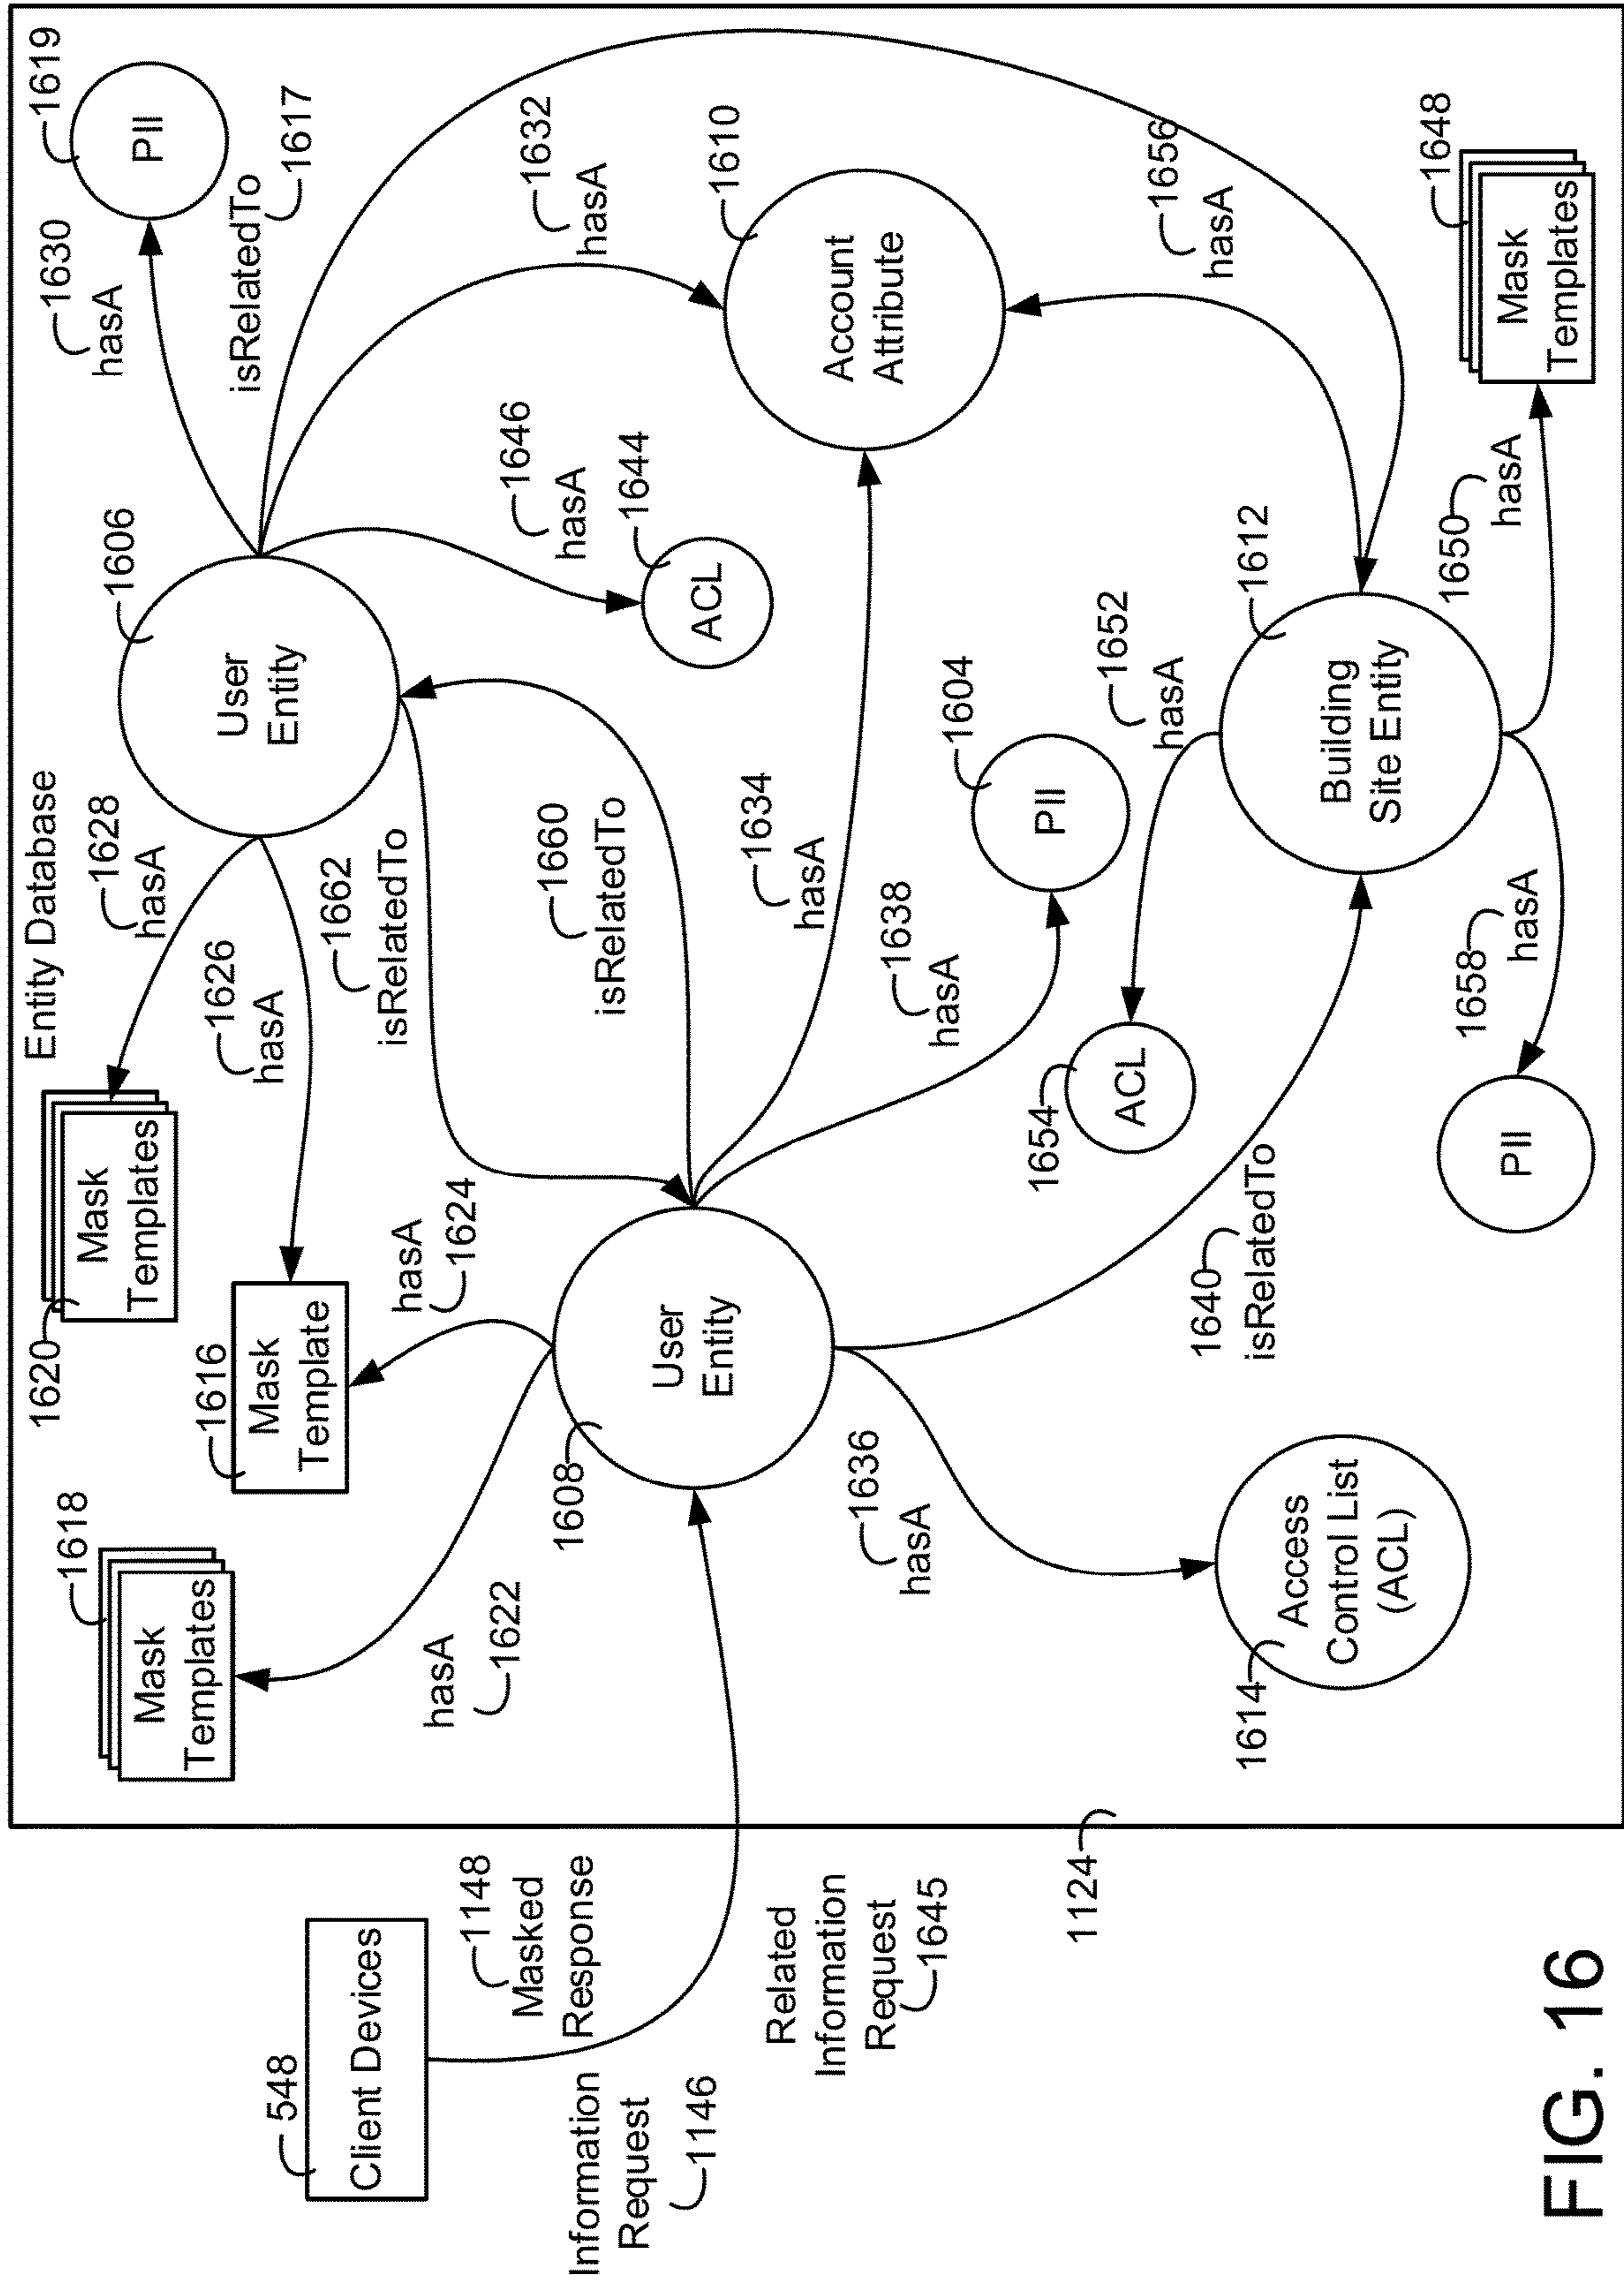 Entity Database
548
Client Devices
Information
Request
1146
1148
Masked
Response
Related
Information
Request
1645
1124
1618
Mask
Templates
hasA
1622
1616
Mask
Template
hasA
1624
1620
Mask
Templates
1628
hasA
1626
hasA
1606
User
Entity
1630
hasA
PII
1619
isRelatedTo
1617
1662
isRelatedTo
1660
isRelatedTo
1646
hasA
1644
ACL
1632
hasA
1610
Account
Attribute
1608
User
Entity
1634
hasA
1638
hasA
1604
PII
1636
hasA
1614
Access
Control List
(ACL)
1640
isRelatedTo
1654
ACL
1652
hasA
1612
Building
Site Entity
1656
hasA
1658
hasA
PII
1650
hasA
1648
Mask
Templates
FIG. 16